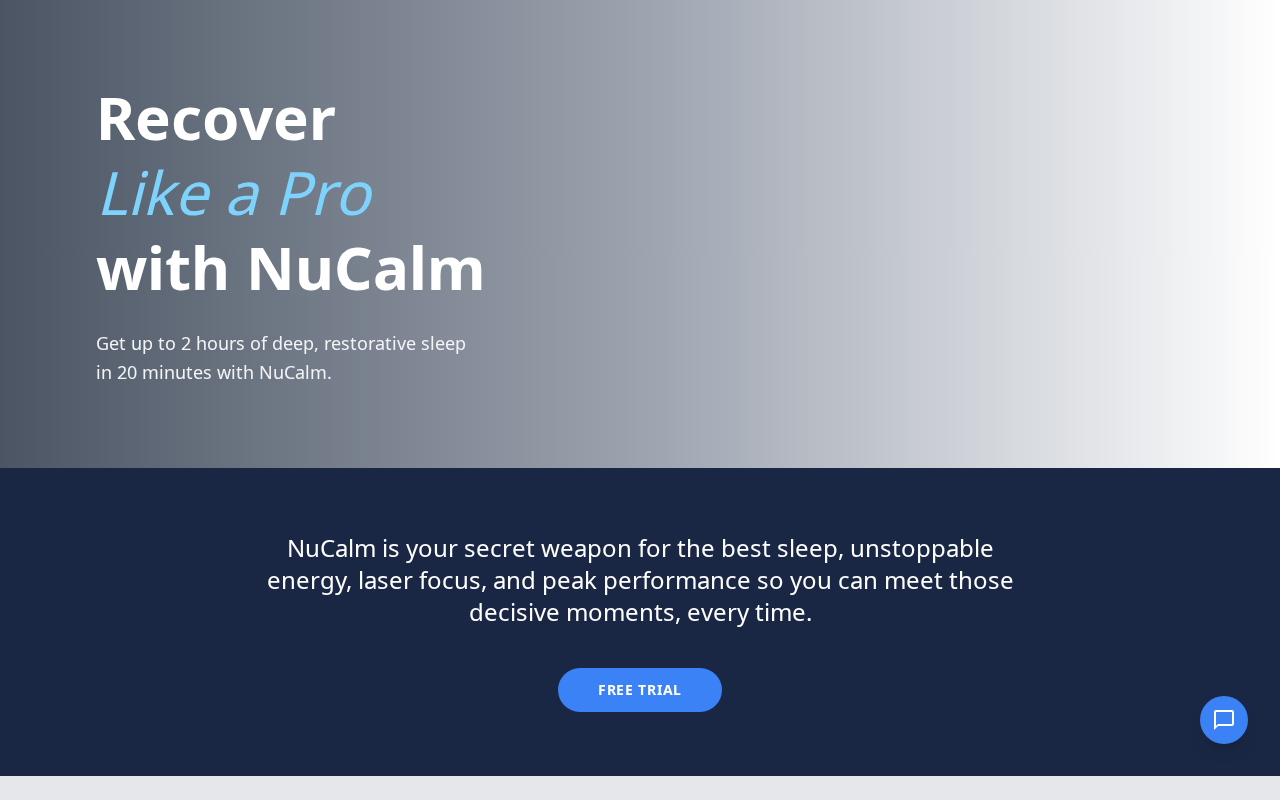 Recover
Like a Pro
with NuCalm
Get up to 2 hours of deep, restorative sleep
in 20 minutes with NuCalm.
NuCalm is your secret weapon for the best sleep, unstoppable
energy, laser focus, and peak performance so you can meet those
decisive moments, every time.
FREE TRIAL